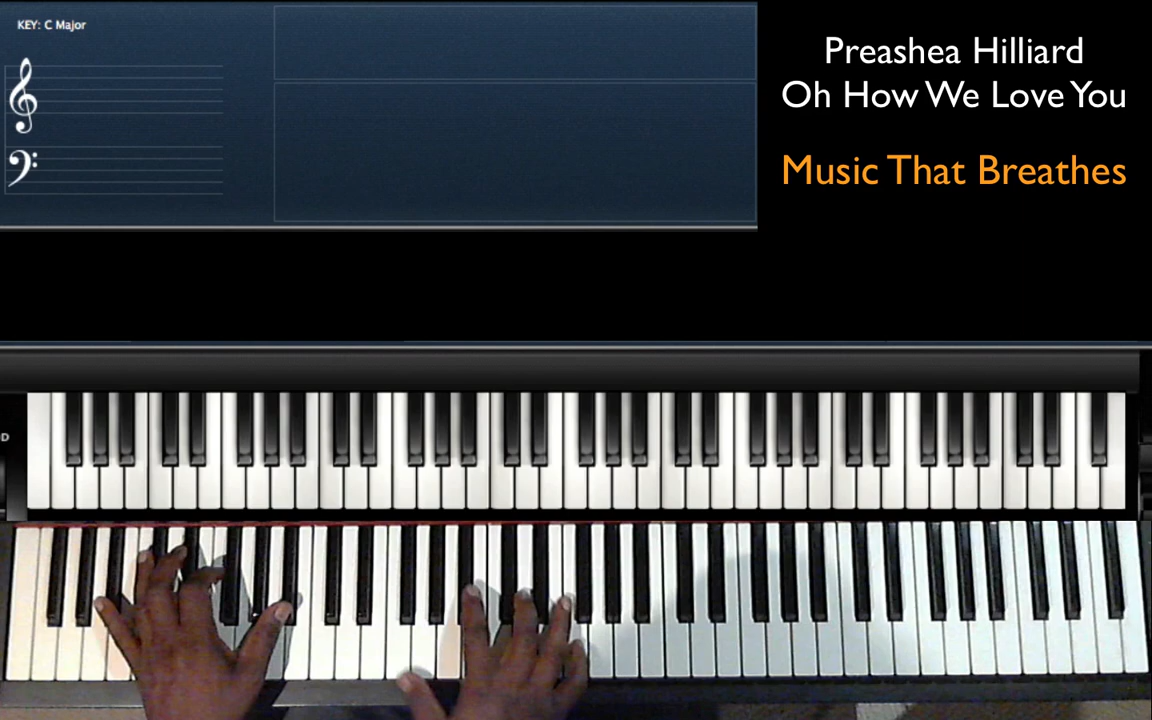 KEY: C Major
Preashea Hilliard
Oh How We Love You
Music That Breathes
D